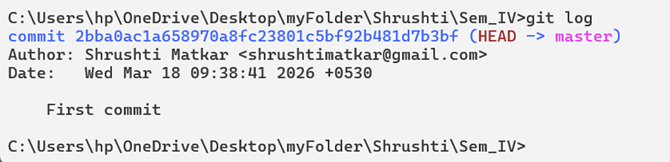 C:\Users\hp\OneDrive\Desktop\myFolder\Shrushti\Sem_IV>git log
commit 2bba0ac1a658970a8fc23801c5bf92b481d7b3bf (HEAD -> master)
Author: Shrushti Matkar <shrushtimatkar@gmail.com>
Date:   Wed Mar 18 09:38:41 2026 +0530
    First commit
C:\Users\hp\OneDrive\Desktop\myFolder\Shrushti\Sem_IV>